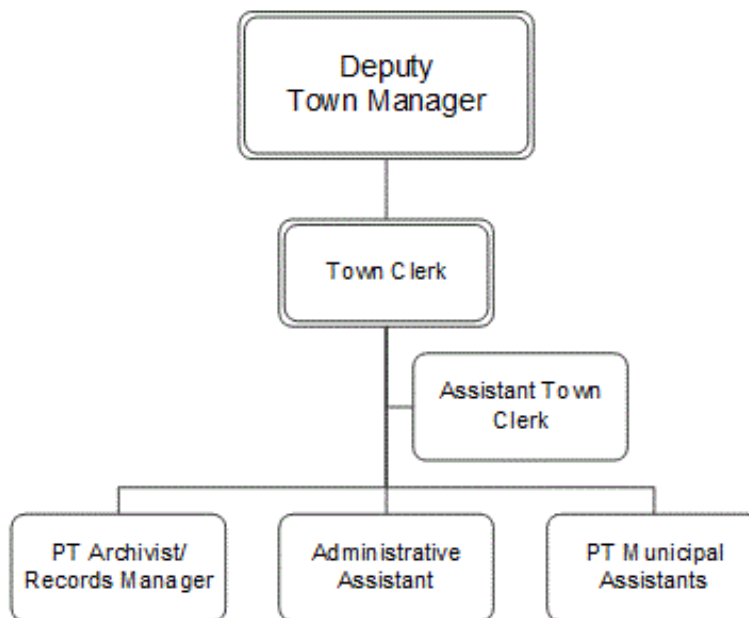 Deputy
Town Manager
Town Clerk
Assistant Town
Clerk
PT Archivist/
Records Manager
Administrative
Assistant
PT Municipal
Assistants